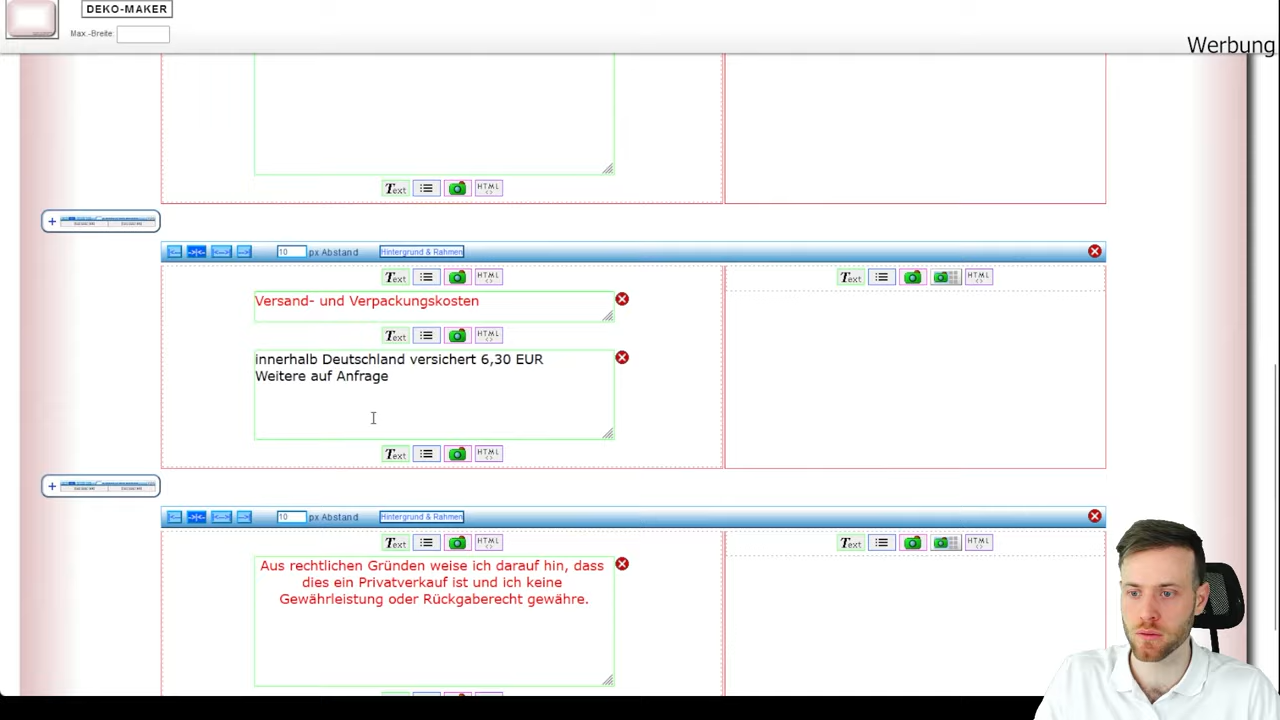 DEKO-MAKER
Max.-Breite:
Werbung
Text HTML
10 px Abstand Hintergrund & Rahmen
Text HTML Text HTML
Versand- und Verpackungskosten
Text HTML
innerhalb Deutschland versichert 6,30 EUR
Weitere auf Anfrage
Text HTML
10 px Abstand Hintergrund & Rahmen
Text HTML Text HTML
Aus rechtlichen Gründen weise ich darauf hin, dass
dies ein Privatverkauf ist und ich keine
Gewährleistung oder Rückgaberecht gewähre.